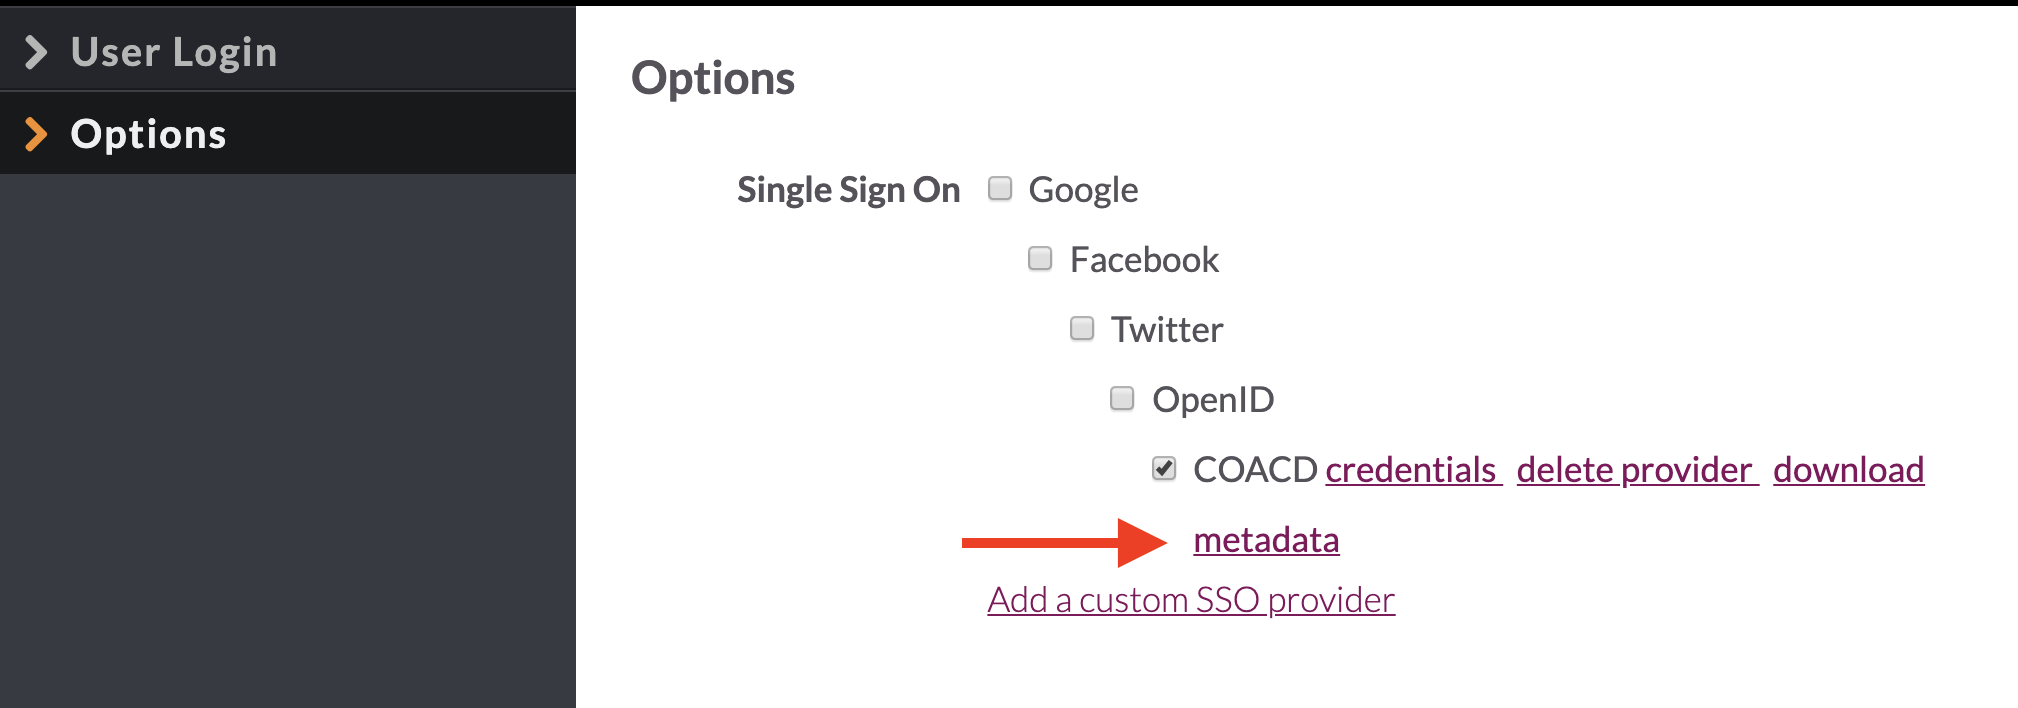 User Login
Options
Options
Single Sign On Google
Facebook
Twitter
OpenID
COACD credentials delete provider download
metadata
Add a custom SSO provider